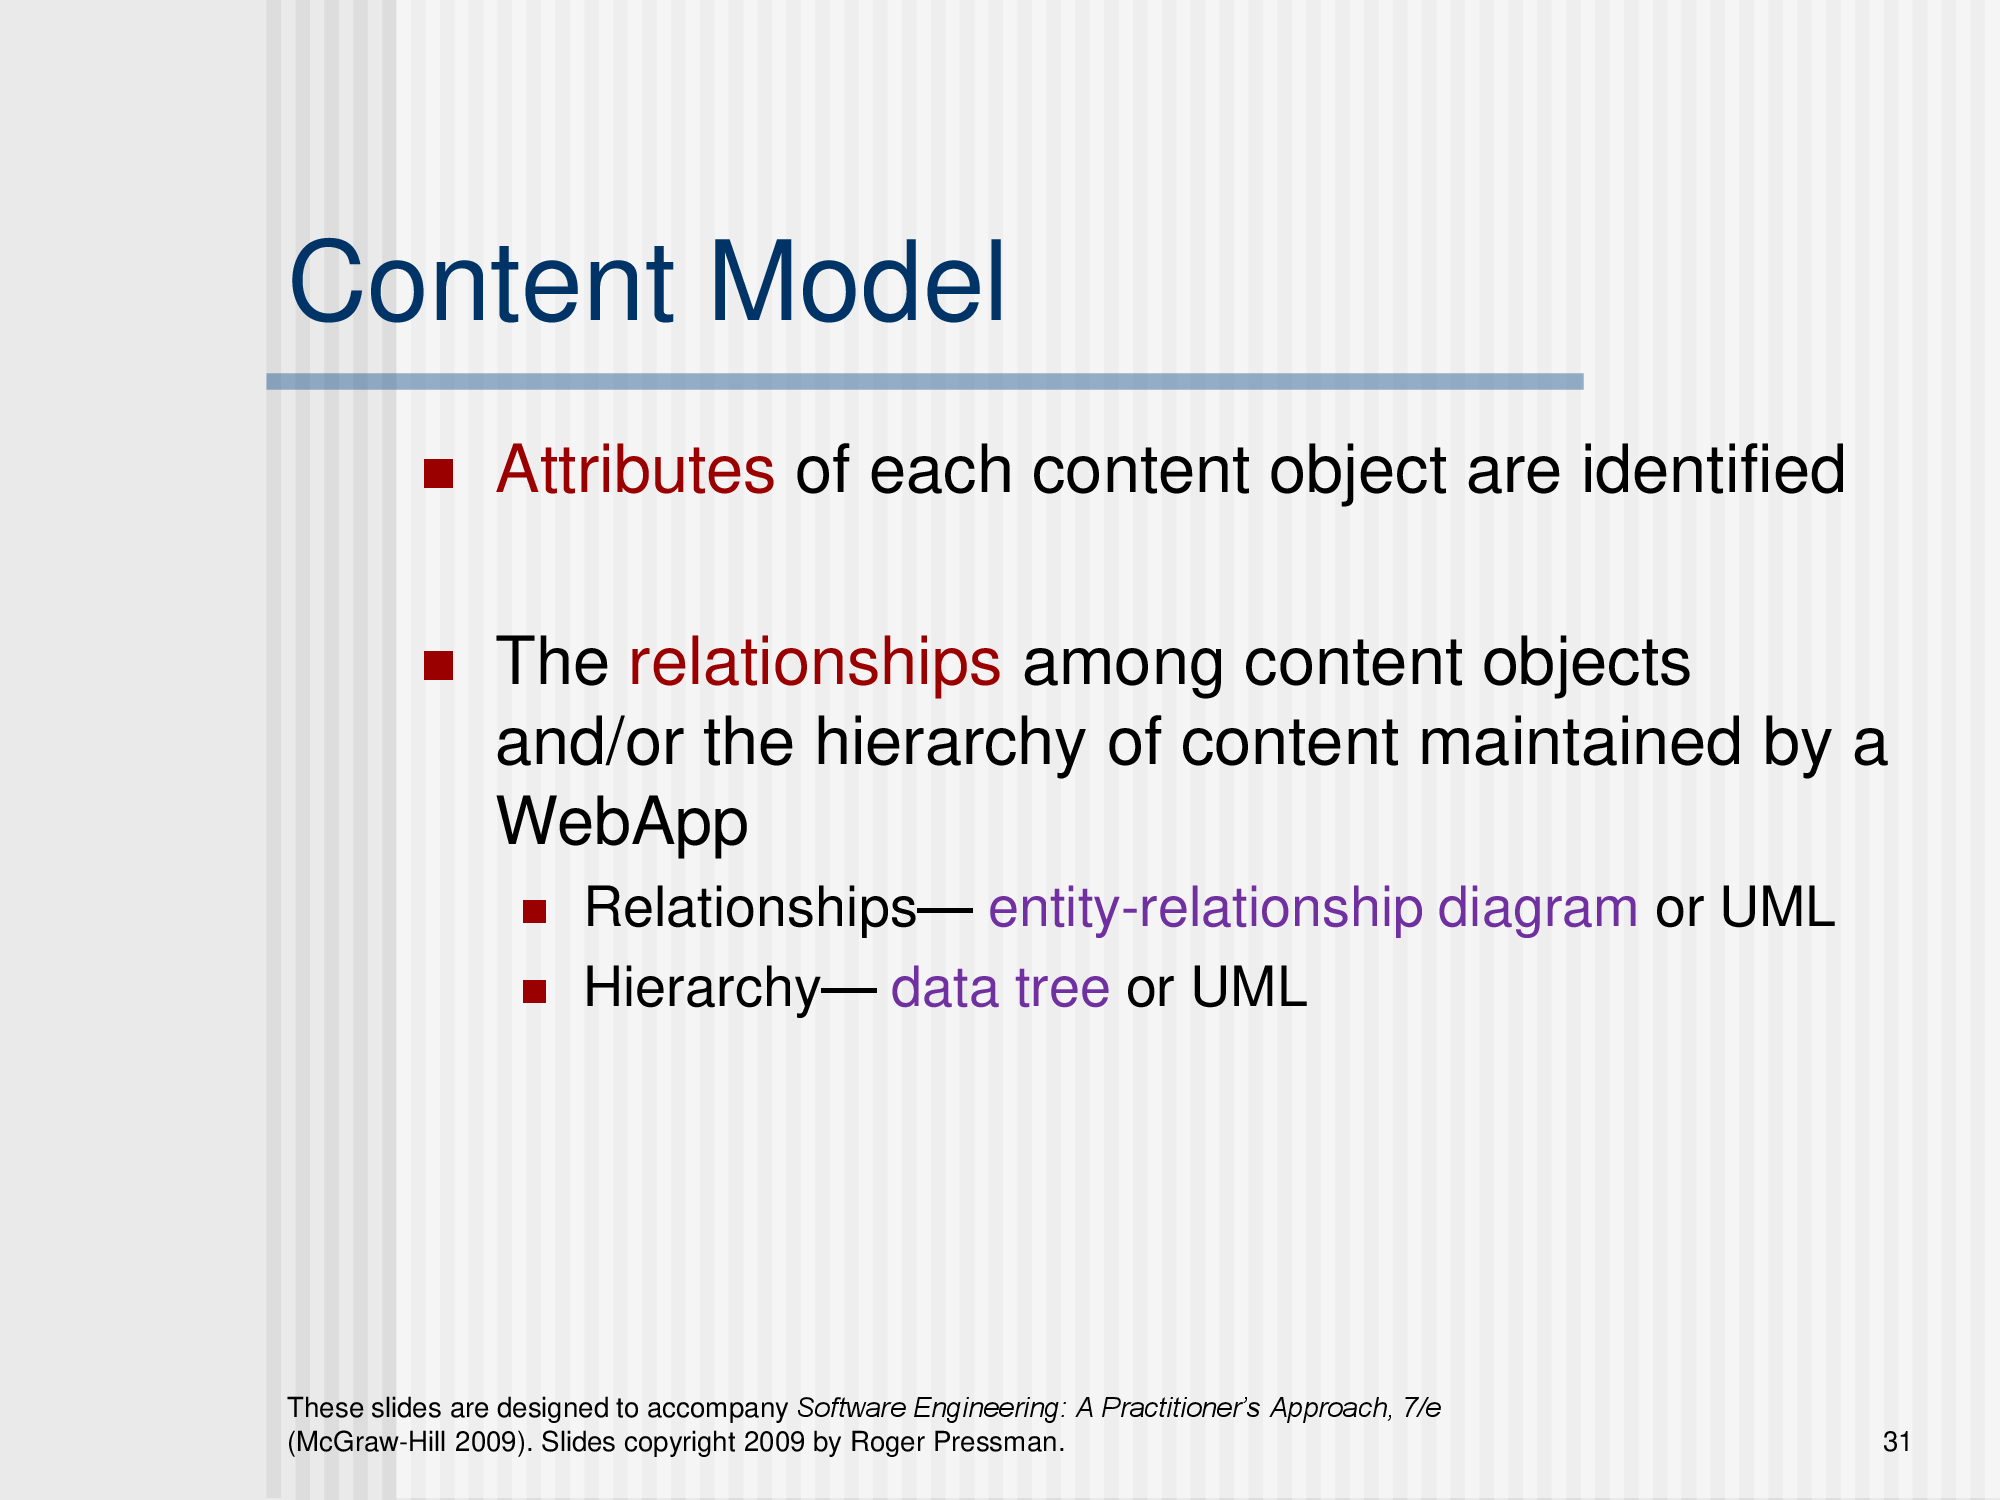 Content Model
Attributes of each content object are identified
The relationships among content objects
and/or the hierarchy of content maintained by a
WebApp
Relationships— entity-relationship diagram or UML
Hierarchy— data tree or UML
These slides are designed to accompany Software Engineering: A Practitioner’s Approach, 7/e
(McGraw-Hill 2009). Slides copyright 2009 by Roger Pressman.
31